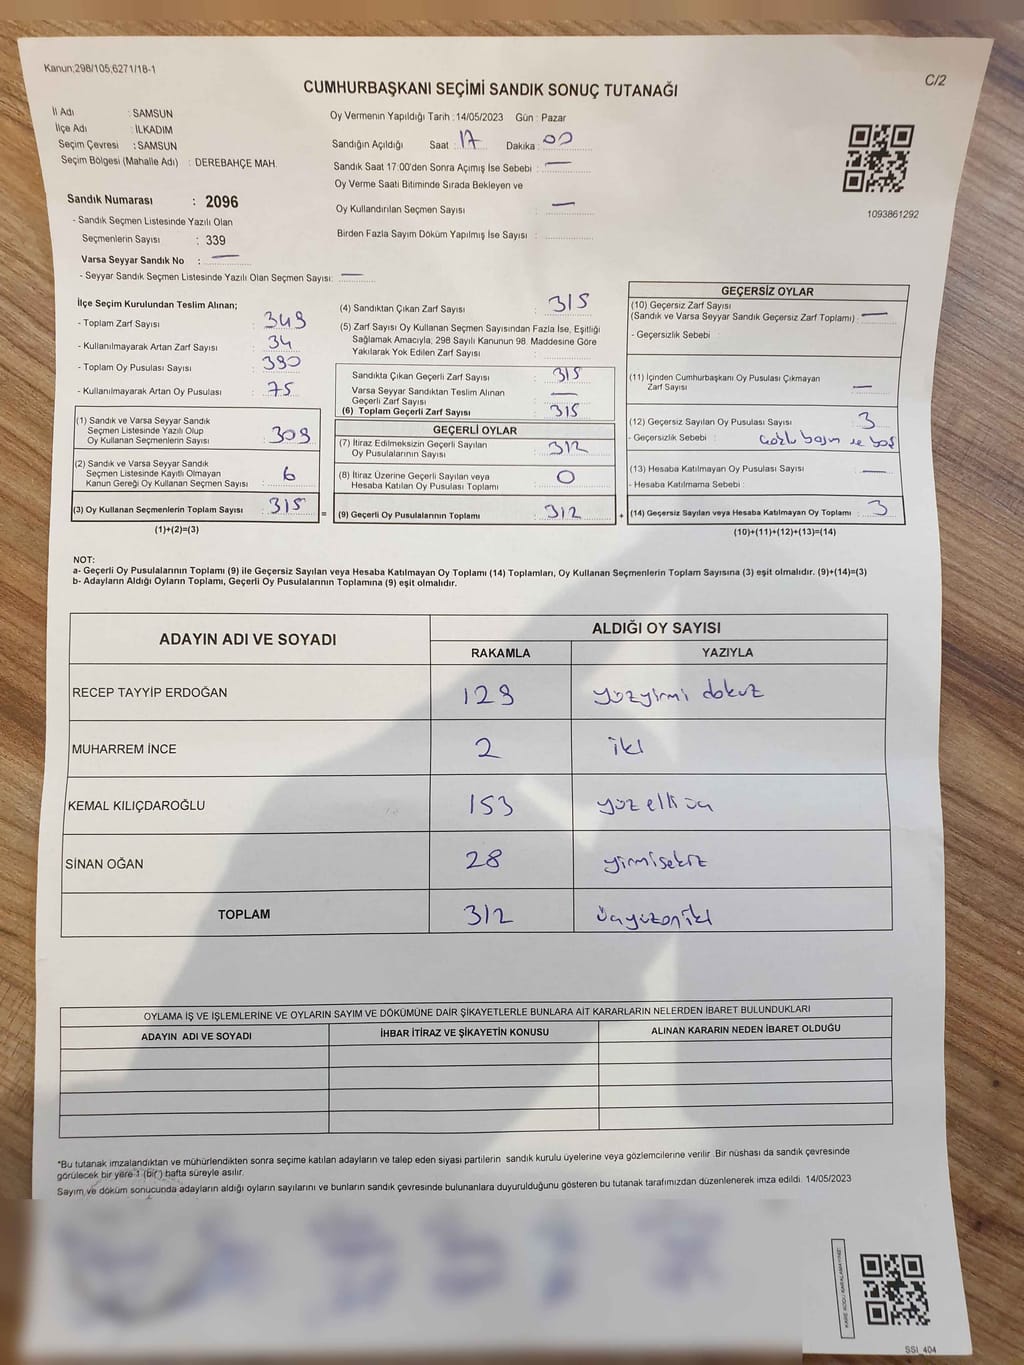 Kanun;298/105,6271/18-1
C/2
CUMHURBAŞKANI SEÇİMİ SANDIK SONUÇ TUTANAĞI
İl Adı : SAMSUN
İlçe Adı : İLKADIM
Seçim Çevresi : SAMSUN
Seçim Bölgesi (Mahalle Adı) : DEREBAHÇE MAH.
Sandık Numarası : 2096
- Sandık Seçmen Listesinde Yazılı Olan
Seçmenlerin Sayısı : 339
Varsa Seyyar Sandık No : —
- Seyyar Sandık Seçmen Listesinde Yazılı Olan Seçmen Sayısı: —
Oy Vermenin Yapıldığı Tarih : 14/05/2023 Gün : Pazar
Sandığın Açıldığı Saat : 17 Dakika : 00
Sandık Saat 17:00'den Sonra Açımış İse Sebebi : —
Oy Verme Saati Bitiminde Sırada Bekleyen ve
Oy Kullandırılan Seçmen Sayısı : —
Birden Fazla Sayım Döküm Yapılmış İse Sayısı :
1093861292
İlçe Seçim Kurulundan Teslim Alınan;
- Toplam Zarf Sayısı : 349
- Kullanılmayarak Artan Zarf Sayısı : 34
- Toplam Oy Pusulası Sayısı : 390
- Kullanılmayarak Artan Oy Pusulası : 75
(1) Sandık ve Varsa Seyyar Sandık
Seçmen Listesinde Yazılı Olup
Oy Kullanan Seçmenlerin Sayısı : 309
(2) Sandık ve Varsa Seyyar Sandık
Seçmen Listesinde Kayıtlı Olmayan
Kanun Gereği Oy Kullanan Seçmen Sayısı : 6
(3) Oy Kullanan Seçmenlerin Toplam Sayısı : 315 =
(1)+(2)=(3)
(4) Sandıktan Çıkan Zarf Sayısı : 315
(5) Zarf Sayısı Oy Kullanan Seçmen Sayısından Fazla İse, Eşitliği
Sağlamak Amacıyla, 298 Sayılı Kanunun 98. Maddesine Göre
Yakılarak Yok Edilen Zarf Sayısı :
Sandıkta Çıkan Geçerli Zarf Sayısı : 315
Varsa Seyyar Sandıktan Teslim Alınan
Geçerli Zarf Sayısı : —
(6) Toplam Geçerli Zarf Sayısı : 315
GEÇERLİ OYLAR
(7) İtiraz Edilmeksizin Geçerli Sayılan
Oy Pusulalarının Sayısı : 312
(8) İtiraz Üzerine Geçerli Sayılan veya
Hesaba Katılan Oy Pusulası Toplamı : 0
(9) Geçerli Oy Pusulalarının Toplamı : 312 +
GEÇERSİZ OYLAR
(10) Geçersiz Zarf Sayısı
(Sandık ve Varsa Seyyar Sandık Geçersiz Zarf Toplamı) : —
- Geçersizlik Sebebi :
(11) İçinden Cumhurbaşkanı Oy Pusulası Çıkmayan
Zarf Sayısı : —
(12) Geçersiz Sayılan Oy Pusulası Sayısı : 3
- Geçersizlik Sebebi : basım ve boş
(13) Hesaba Katılmayan Oy Pusulası Sayısı : —
- Hesaba Katılmama Sebebi :
(14) Geçersiz Sayılan veya Hesaba Katılmayan Oy Toplamı : 3
(10)+(11)+(12)+(13)=(14)
NOT:
a- Geçerli Oy Pusulalarının Toplamı (9) ile Geçersiz Sayılan veya Hesaba Katılmayan Oy Toplamı (14) Toplamları, Oy Kullanan Seçmenlerin Toplam Sayısına (3) eşit olmalıdır. (9)+(14)=(3)
b- Adayların Aldığı Oyların Toplamı, Geçerli Oy Pusulalarının Toplamına (9) eşit olmalıdır.
ADAYIN ADI VE SOYADI ALDIĞI OY SAYISI
RAKAMLA YAZIYLA
RECEP TAYYİP ERDOĞAN 129 yüzyirmi dokuz
MUHARREM İNCE 2 iki
KEMAL KILIÇDAROĞLU 153 yüzelliüç
SİNAN OĞAN 28 yirmisekiz
TOPLAM 312 üçyüzoniki
OYLAMA İŞ VE İŞLEMLERİNE VE OYLARIN SAYIM VE DÖKÜMÜNE DAİR ŞİKAYETLERLE BUNLARA AİT KARARLARIN NELERDEN İBARET BULUNDUKLARI
ADAYIN ADI VE SOYADI İHBAR İTİRAZ VE ŞİKAYETİN KONUSU ALINAN KARARIN NEDEN İBARET OLDUĞU
*Bu tutanak imzalandıktan ve mühürlendikten sonra seçime katılan adayların ve talep eden siyasi partilerin sandık kurulu üyelerine veya gözlemcilerine verilir .Bir nüshası da sandık çevresinde
görülecek bir yere 1 (bir) hafta süreyle asılır.
Sayım ve döküm sonucunda adayların aldığı oyların sayılarını ve bunların sandık çevresinde bulunanlara duyurulduğunu gösteren bu tutanak tarafımızdan düzenlenerek imza edildi. 14/05/2023
SSI_404